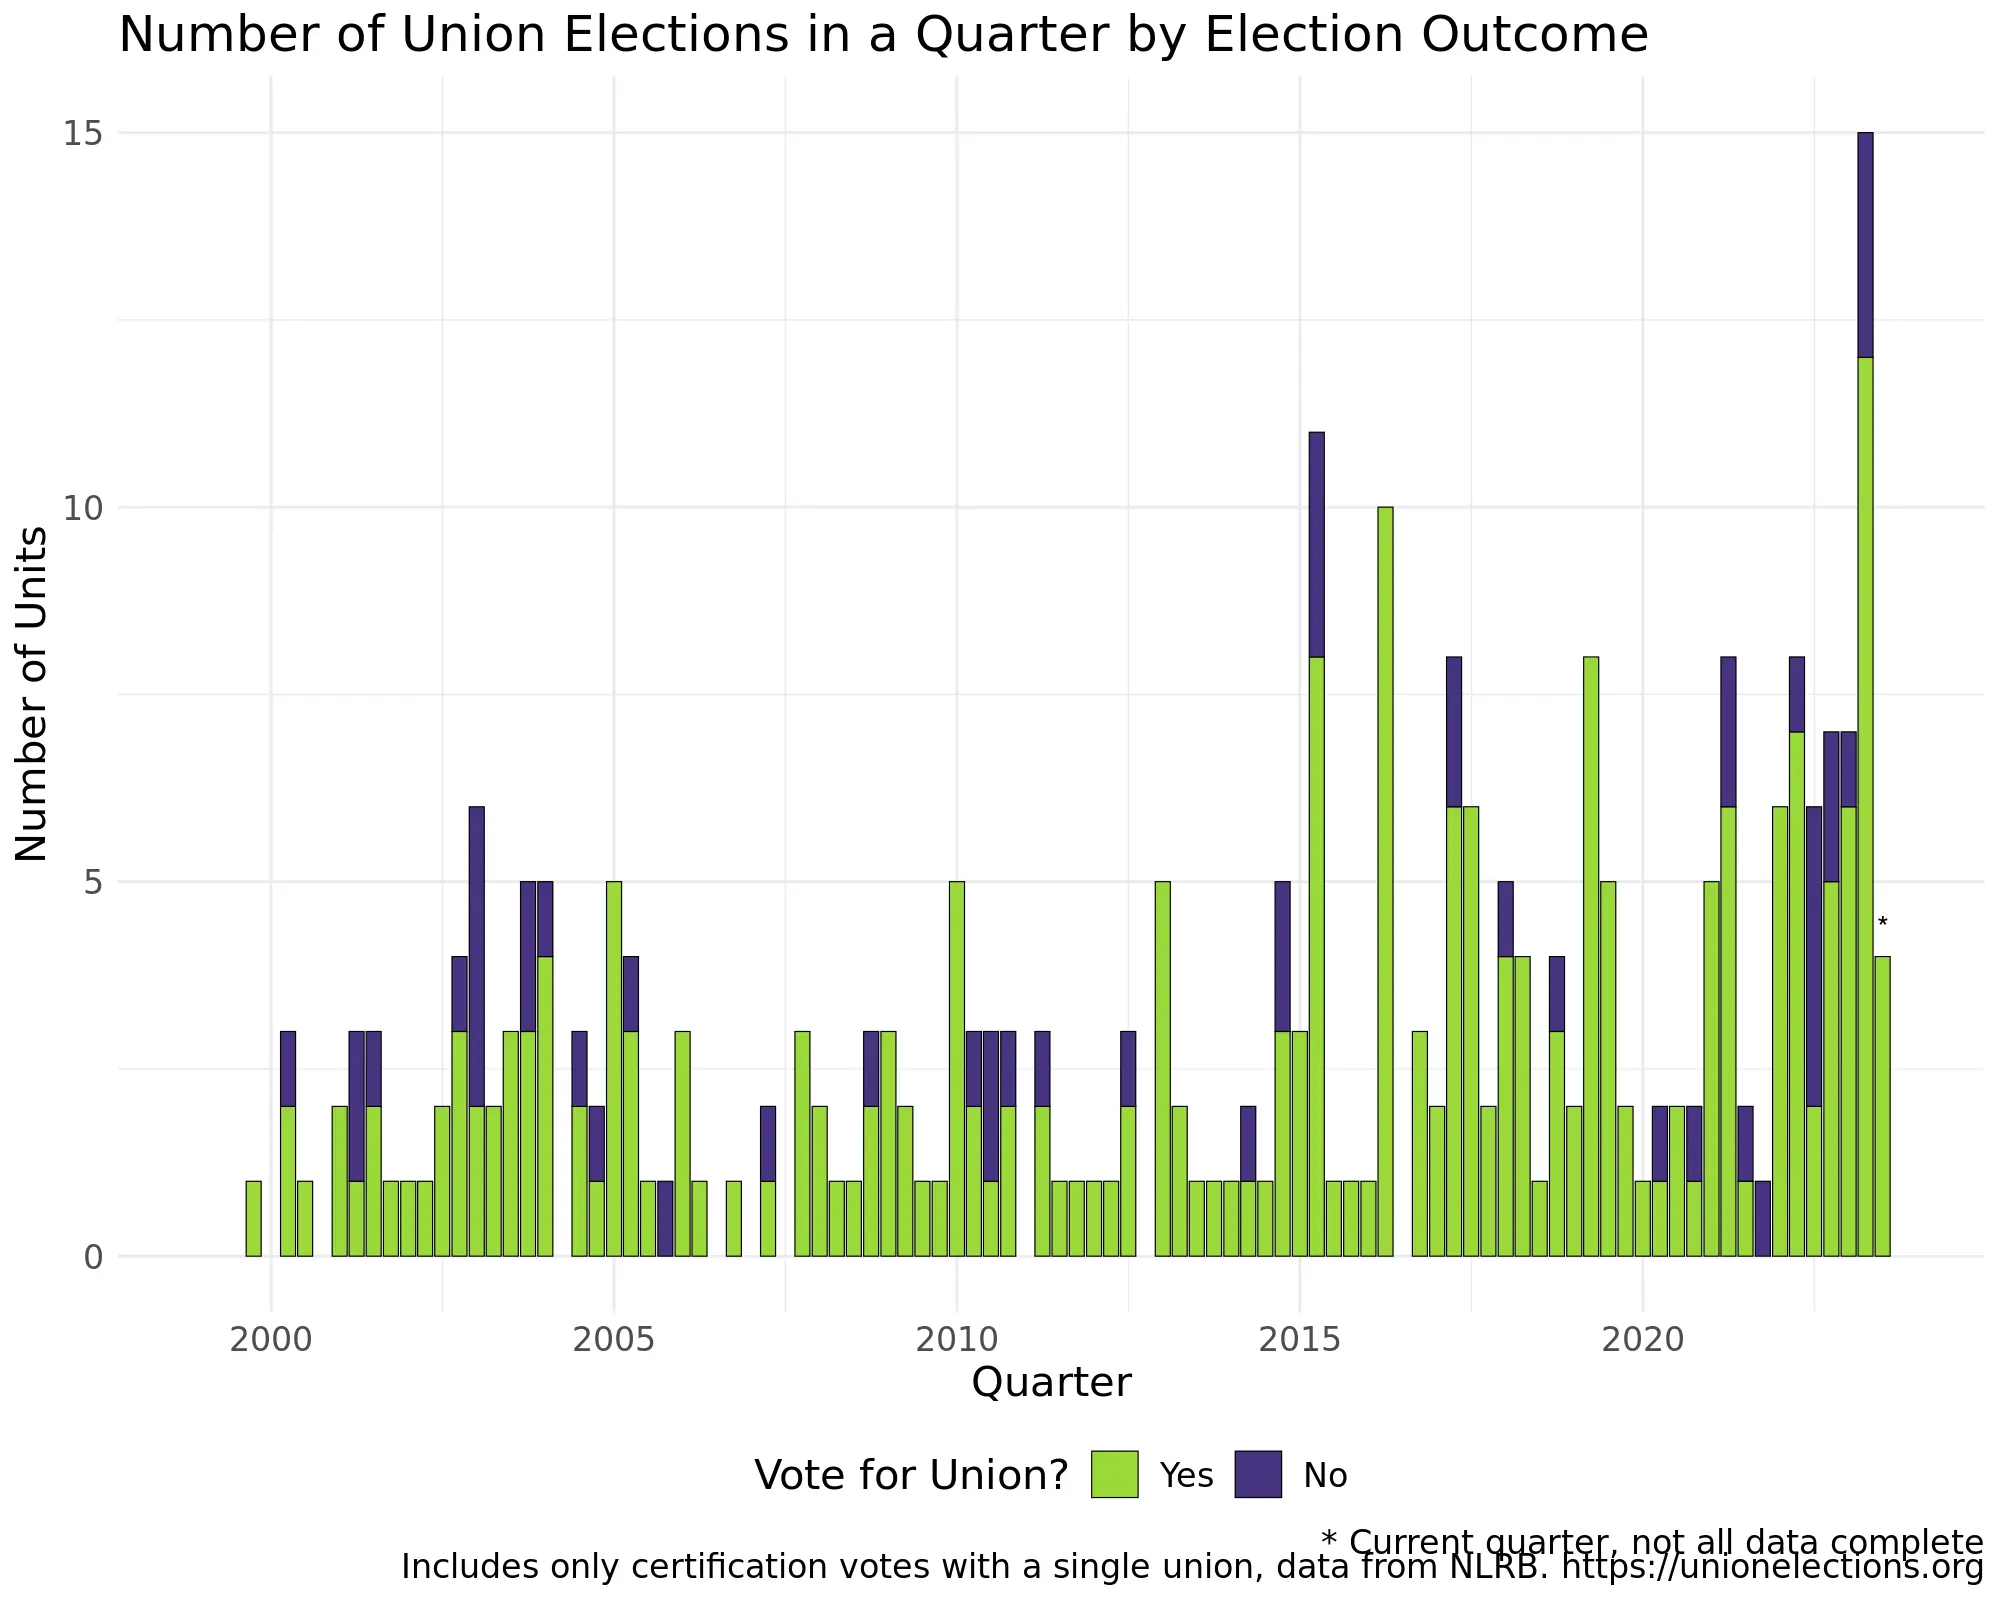 Number of Union Elections in a Quarter by Election Outcome
15
10
5
0
Number of Units
*
2000 2005 2010 2015 2020
Quarter
Vote for Union? Yes No
* Current quarter, not all data complete
Includes only certification votes with a single union, data from NLRB. https://unionelections.org